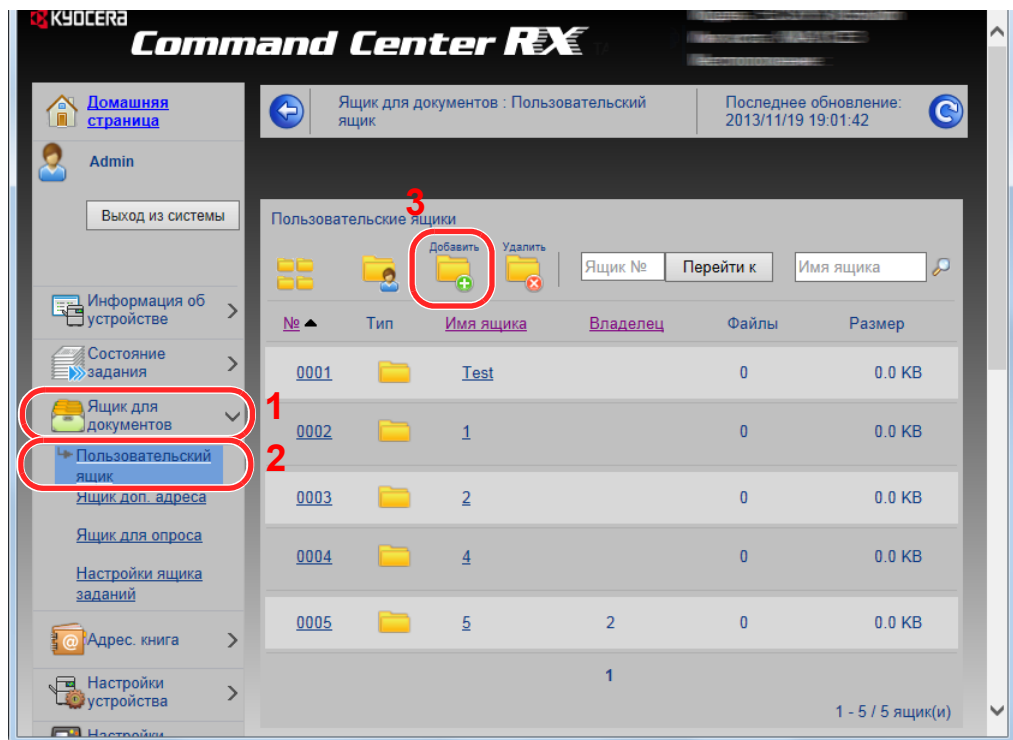 KYOCERA
Command Center RX
Домашняя
страница
Ящик для документов : Пользовательский
ящик
Последнее обновление:
2013/11/19 19:01:42
Admin
Выход из системы
3
Пользовательские ящики
Добавить
Удалить
Ящик №
Перейти к
Имя ящика
Информация об
устройстве
№ Тип Имя ящика Владелец Файлы Размер
Состояние
задания
0001 Test 0 0.0 KB
Ящик для
документов
1
0002 1 0 0.0 KB
Пользовательский
ящик
2
Ящик доп. адреса
0003 2 0 0.0 KB
Ящик для опроса
0004 4 0 0.0 KB
Настройки ящика
заданий
0005 5 2 0 0.0 KB
Адрес. книга
1
Настройки
устройства
1 - 5 / 5 ящик(и)
Настройки